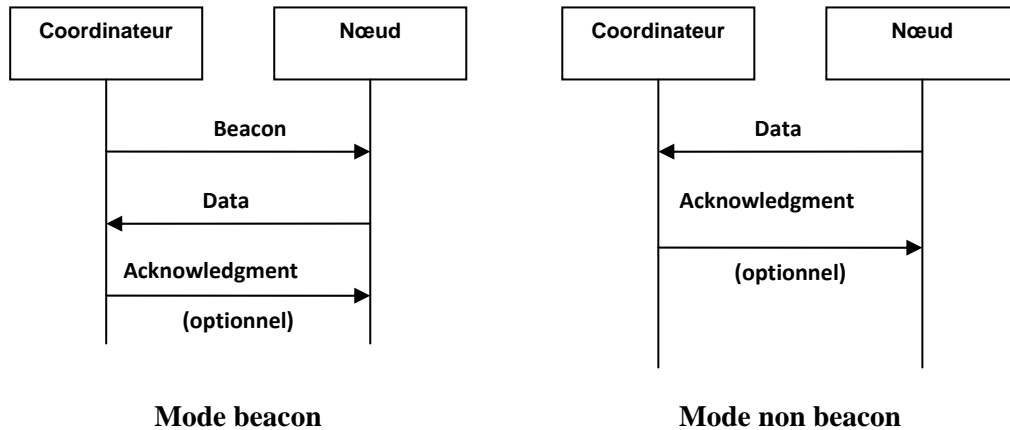 Coordinateur
Nœud
Beacon
Data
Acknowledgment
(optionnel)
Mode beacon
Coordinateur
Nœud
Data
Acknowledgment
(optionnel)
Mode non beacon